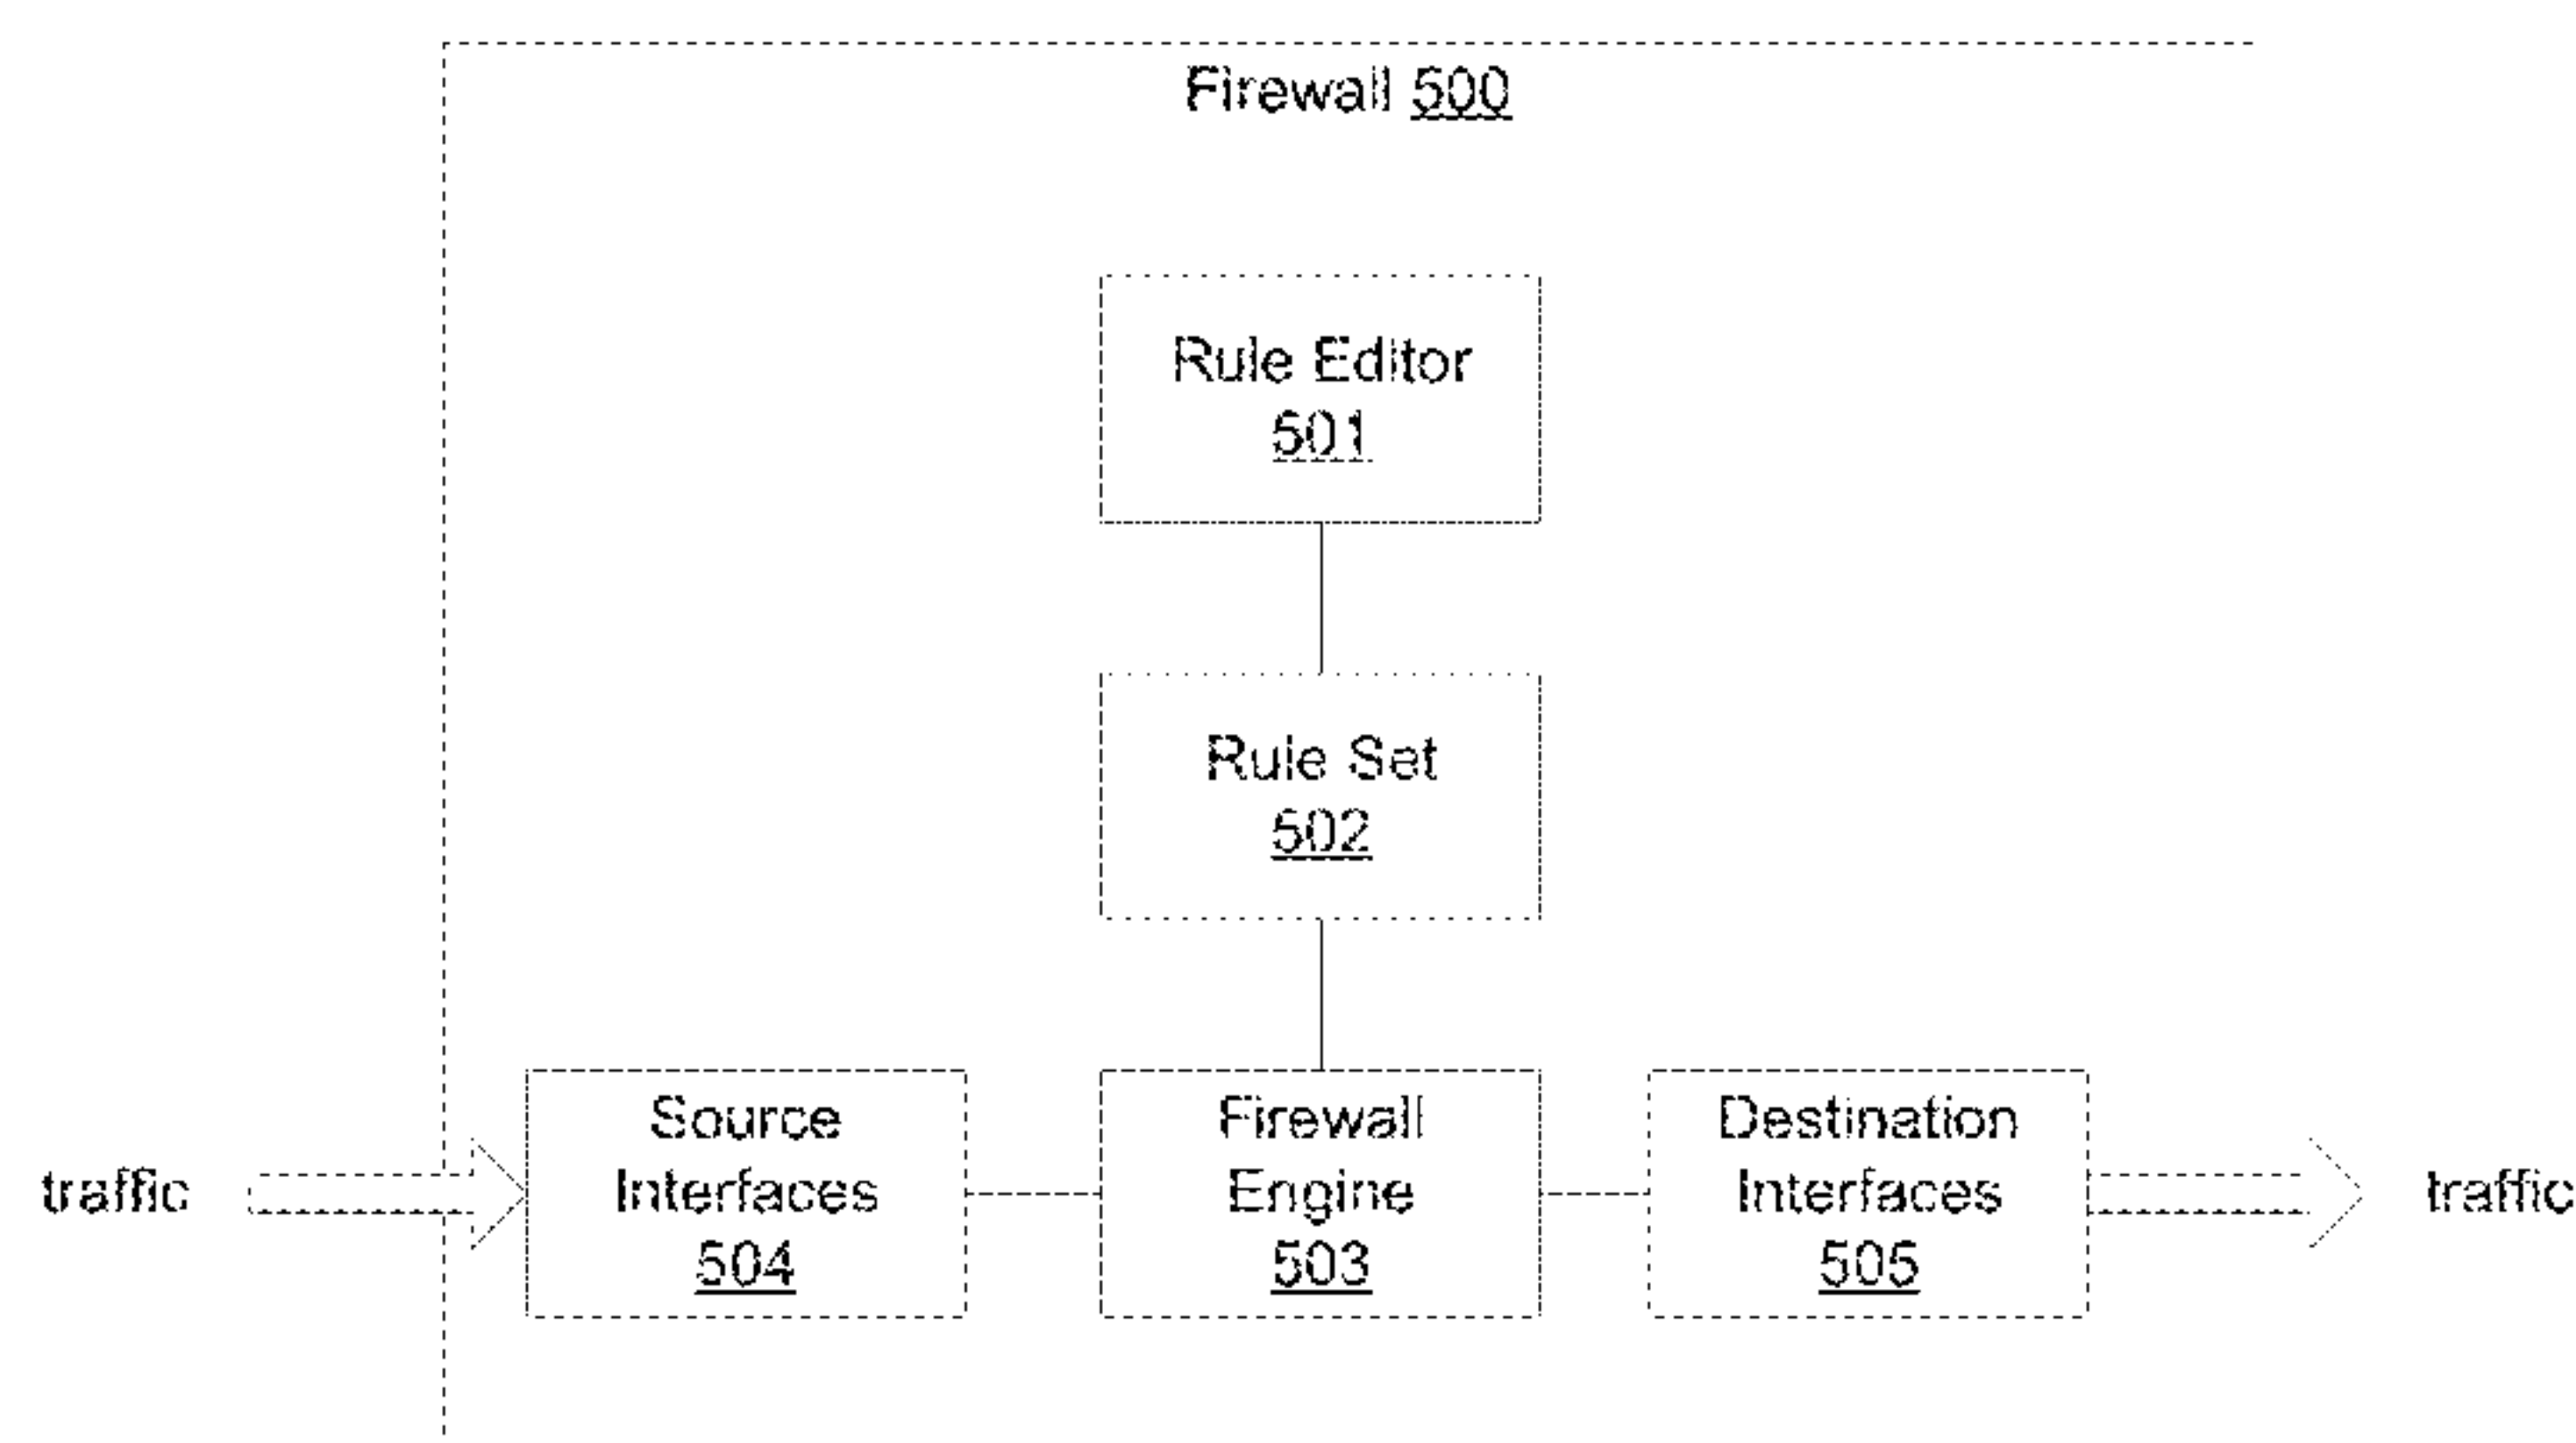 Firewall 500
Rule Editor
501
Rule Set
502
Source
Interfaces
504
Firewall
Engine
503
Destination
Interfaces
505
traffic
traffic